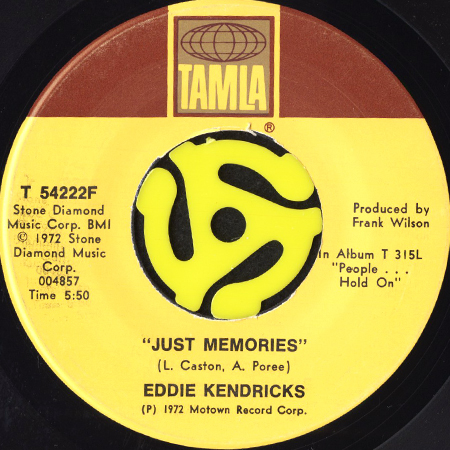 TAMLA
®
T 54222F
Stone Diamond
Music Corp. BMI
© 1972 Stone
Diamond Music
Corp.
004857
Time 5:50
Produced by
Frank Wilson
In Album T 315L
"People . . .
Hold On"
"JUST MEMORIES"
(L. Caston, A. Poree)
EDDIE KENDRICKS
(P) 1972 Motown Record Corp.